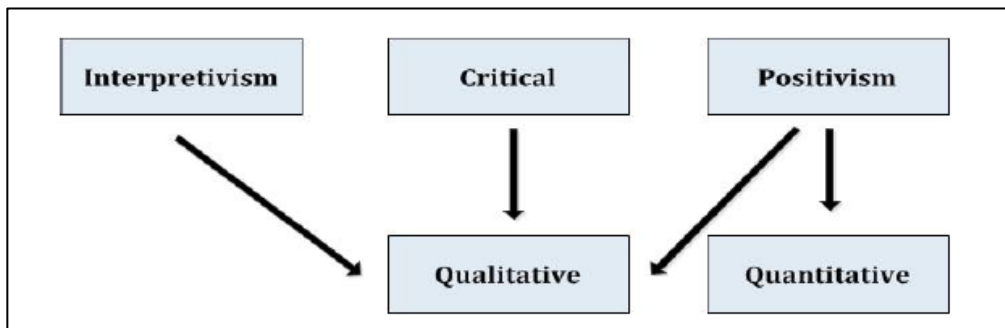 Interpretivism
Critical
Positivism
Qualitative
Quantitative